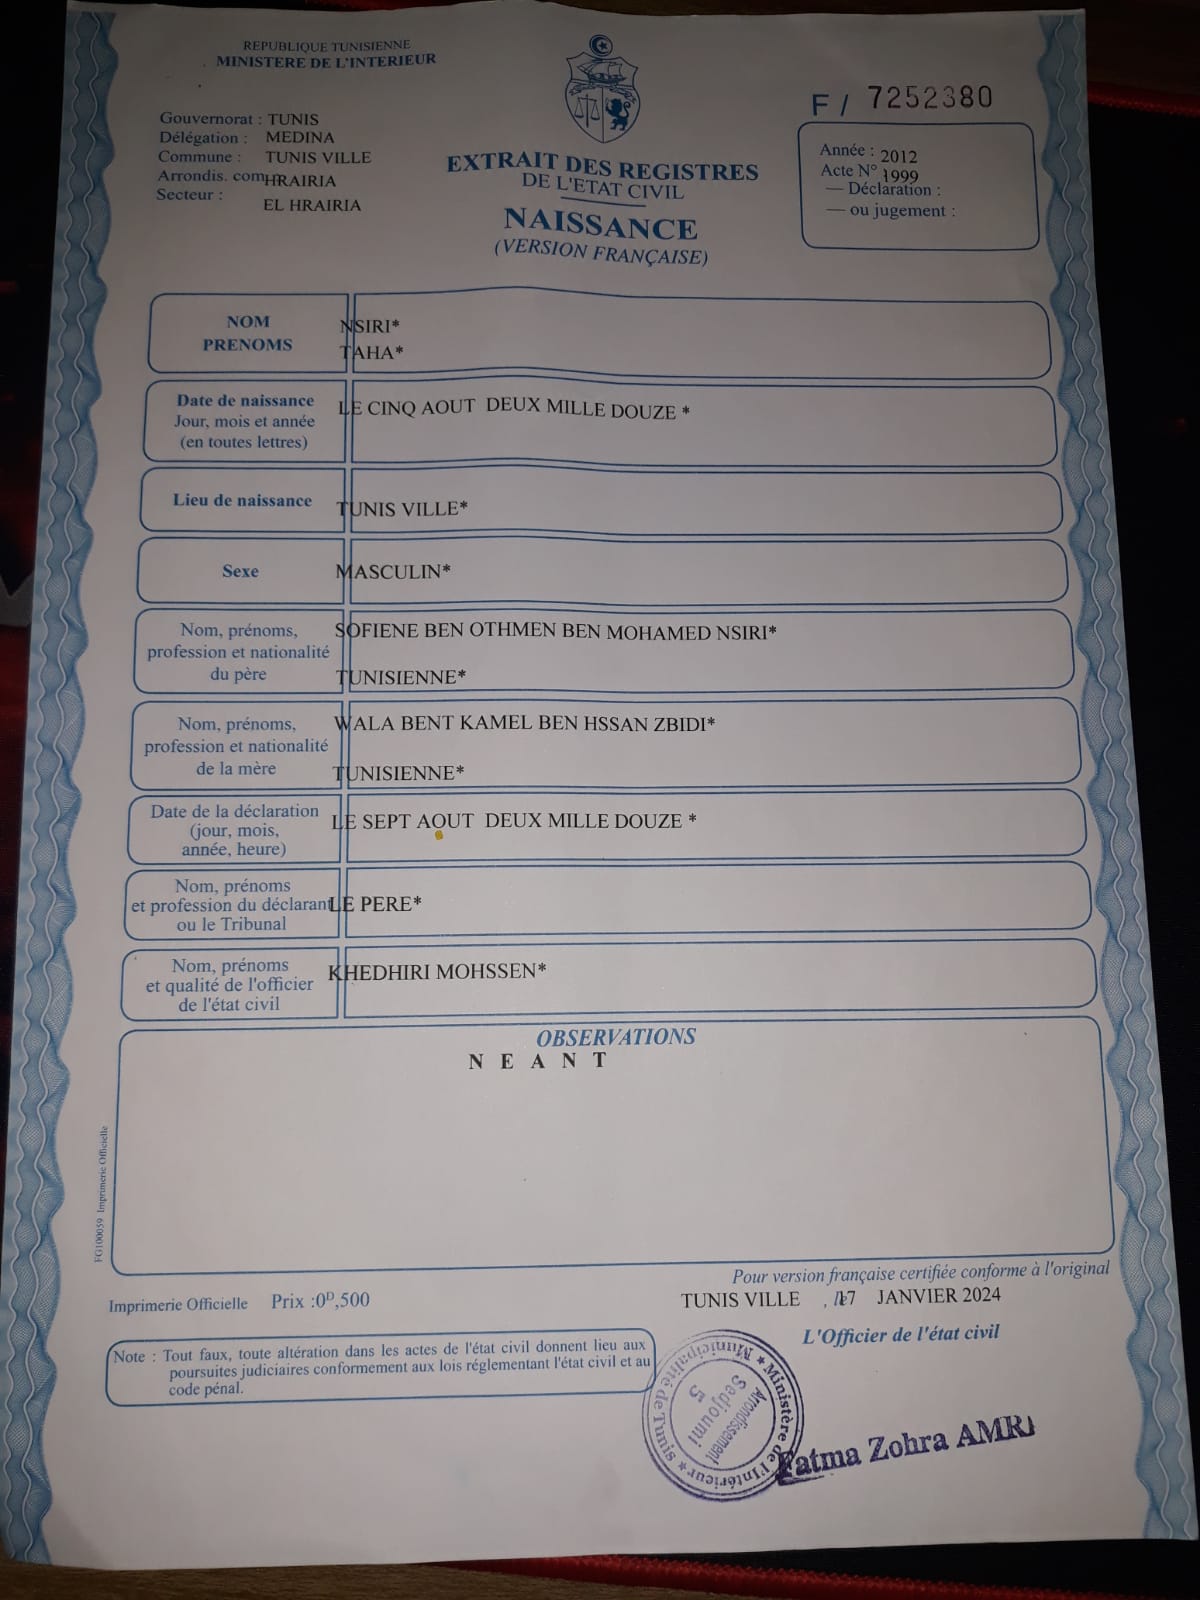 REPUBLIQUE TUNISIENNE
MINISTERE DE L'INTERIEUR
Gouvernorat : TUNIS
Délégation : MEDINA
Commune : TUNIS VILLE
Arrondis. com HRAIRIA
Secteur : EL HRAIRIA
EXTRAIT DES REGISTRES
DE L'ETAT CIVIL
NAISSANCE
(VERSION FRANÇAISE)
F / 7252380
Année : 2012
Acte N° 1999
— Déclaration :
— ou jugement :
NOM
PRENOMS
NSIRI*
TAHA*
Date de naissance
Jour, mois et année
(en toutes lettres)
LE CINQ AOUT DEUX MILLE DOUZE *
Lieu de naissance
TUNIS VILLE*
Sexe
MASCULIN*
Nom, prénoms,
profession et nationalité
du père
SOFIENE BEN OTHMEN BEN MOHAMED NSIRI*
TUNISIENNE*
Nom, prénoms,
profession et nationalité
de la mère
WALA BENT KAMEL BEN HSSAN ZBIDI*
TUNISIENNE*
Date de la déclaration
(jour, mois,
année, heure)
LE SEPT AOUT DEUX MILLE DOUZE *
Nom, prénoms
et profession du déclarant
ou le Tribunal
LE PERE*
Nom, prénoms
et qualité de l'officier
de l'état civil
KHEDHIRI MOHSSEN*
OBSERVATIONS
N E A N T
FG100059 Imprimerie Officielle
Pour version française certifiée conforme à l'original
TUNIS VILLE , le 17 JANVIER 2024
L'Officier de l'état civil
Imprimerie Officielle Prix :0D,500
Note : Tout faux, toute altération dans les actes de l'état civil donnent lieu aux
poursuites judiciaires conformement aux lois réglementant l'état civil et au
code pénal.
★ Ministère de l'Intérieur ★ Municipalité de Tunis
Arrondissement
Sedjoumi
5
Fatma Zohra AMRI